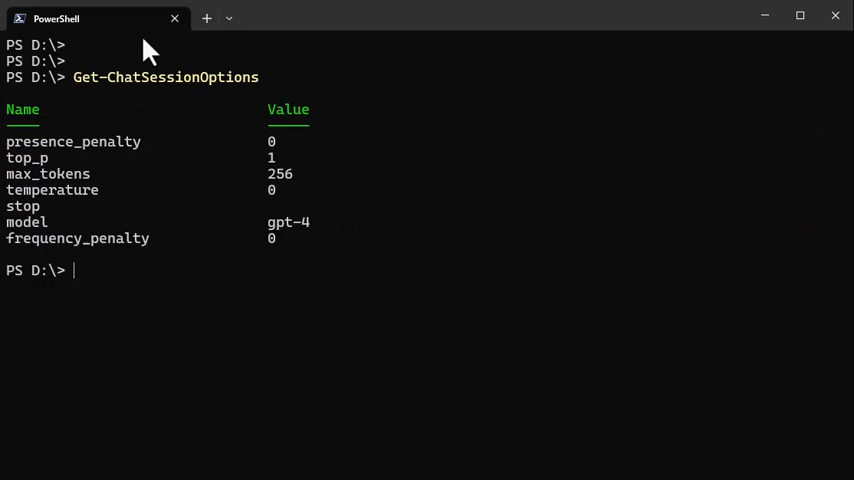 PowerShell
PS D:\>
PS D:\>
PS D:\> Get-ChatSessionOptions
Name Value
presence_penalty 0
top_p 1
max_tokens 256
temperature 0
stop
model gpt-4
frequency_penalty 0
PS D:\>